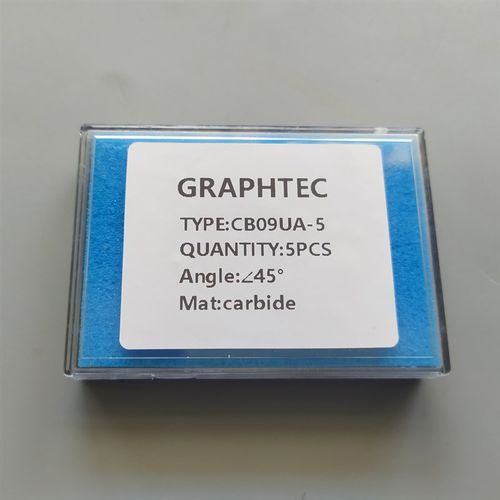 GRAPHTEC
TYPE:CB09UA-5
QUANTITY:5PCS
Angle:∠45°
Mat:carbide